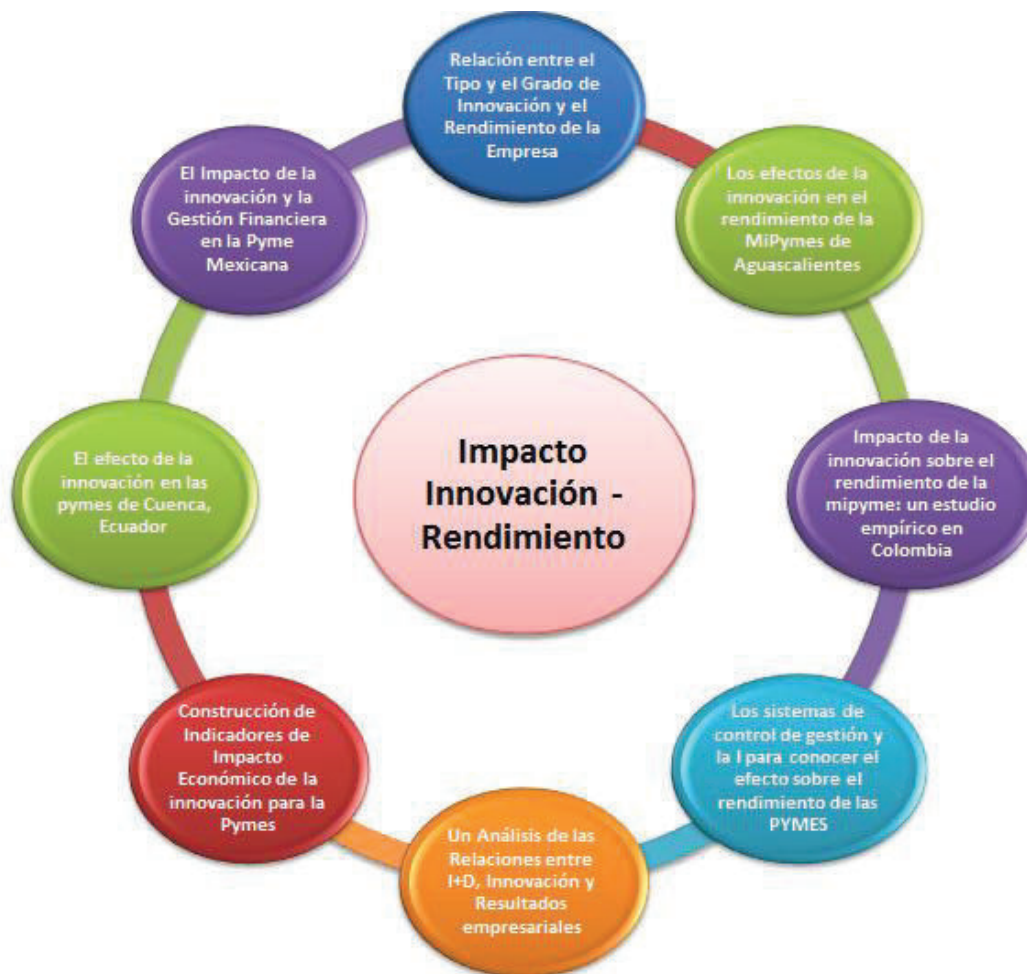 Relación entre el
Tipo y el Grado de
Innovación y el
Rendimiento de la
Empresa
Los efectos de la
innovación en el
rendimiento de la
MiPymes de
Aguascalientes
Impacto de la
innovación sobre el
rendimiento de la
mipyme: un estudio
empírico en
Colombia
Los sistemas de
control de gestión y
la I para conocer el
efecto sobre el
rendimiento de las
PYMES
Un Análisis de las
Relaciones entre
I+D, Innovación y
Resultados
empresariales
Construcción de
Indicadores de
Impacto
Económico de la
innovación para la
Pymes
El efecto de la
innovación en las
pymes de Cuenca,
Ecuador
El Impacto de la
innovación y la
Gestión Financiera
en la Pyme
Mexicana
Impacto
Innovación -
Rendimiento